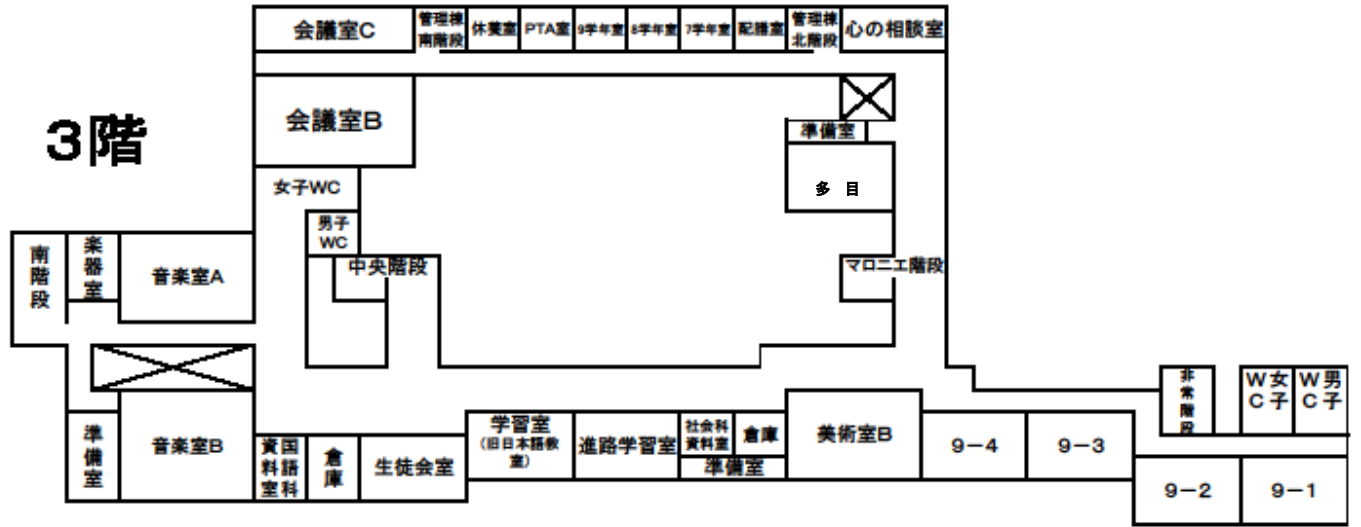 3階
会議室C
管理棟
南階段
休養室
PTA室
9学年室
8学年室
7学年室
配膳室
管理棟
北階段
心の相談室
会議室B
準備室
多 目
女子WC
男子
WC
南階段
楽器室
音楽室A
中央階段
マロニエ階段
準備室
音楽室B
国語科
資料室
倉庫
生徒会室
学習室
(旧日本語教
室)
進路学習室
社会科
資料室
倉庫
準備室
美術室B
9-4
9-3
非常階段
女子
WC
男子
WC
9-2
9-1